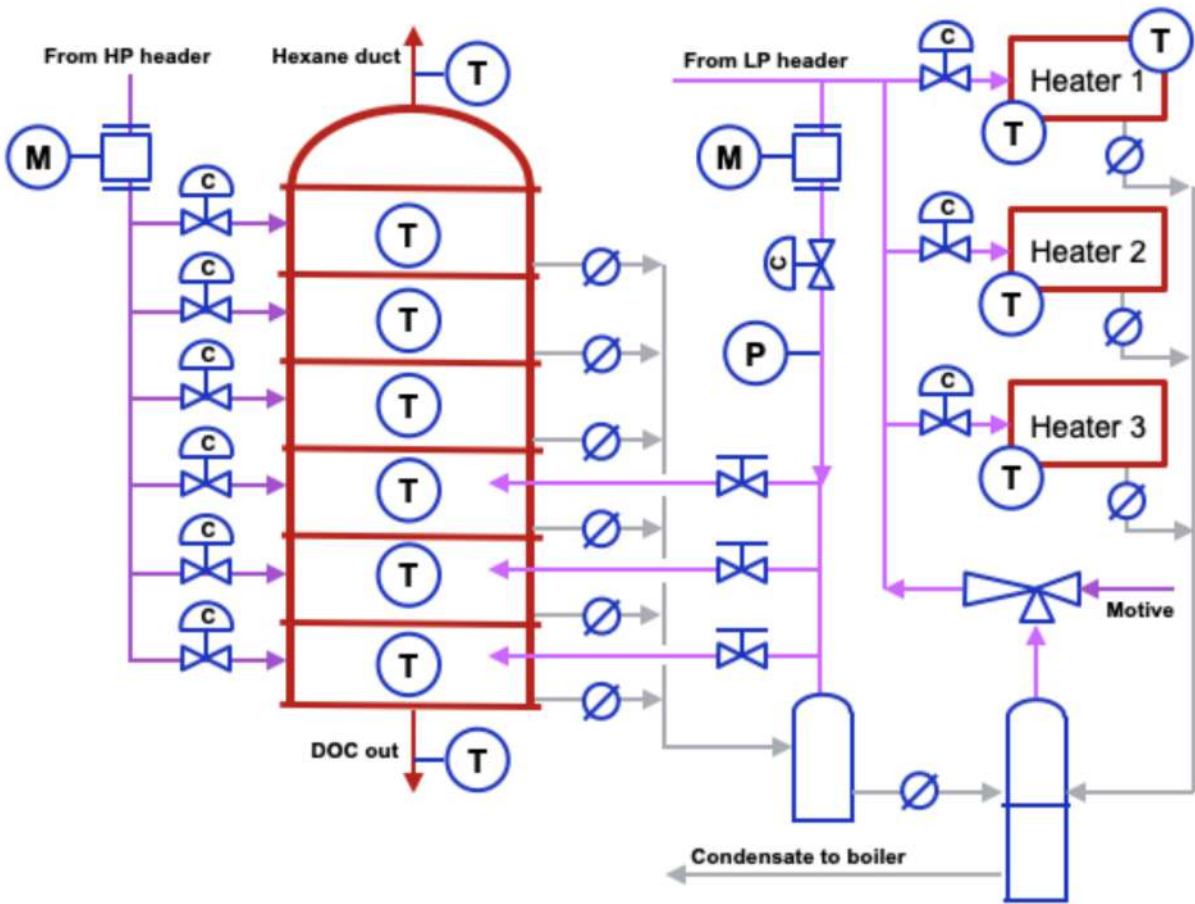 From HP header
Hexane duct
T
From LP header
C
Heater 1
T
T
M
M
C
T
C
Heater 2
T
C
C
T
C
P
T
C
Heater 3
T
C
T
C
T
C
T
Motive
DOC out
T
Condensate to boiler